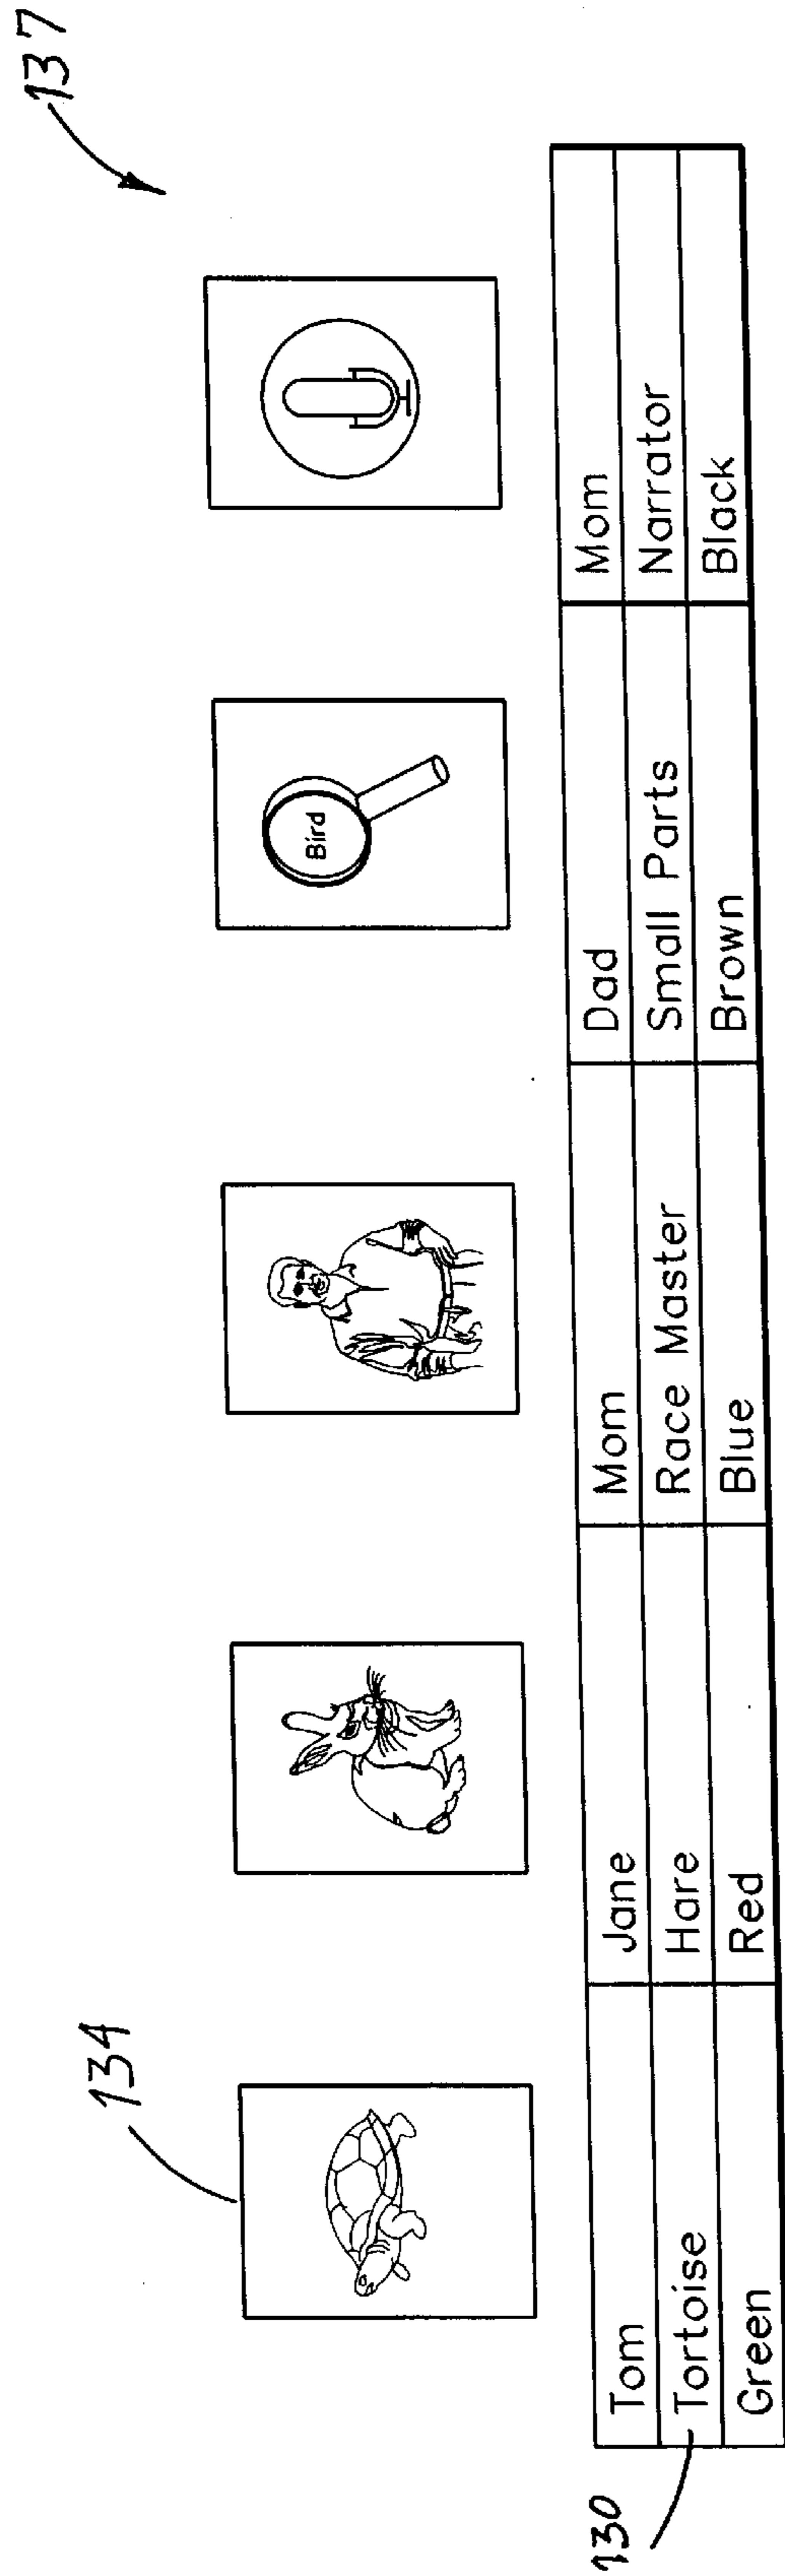 137
134
Bird
Tom Jane Mom Dad Mom
130
Tortoise Hare Race Master Small Parts Narrator
Green Red Blue Brown Black